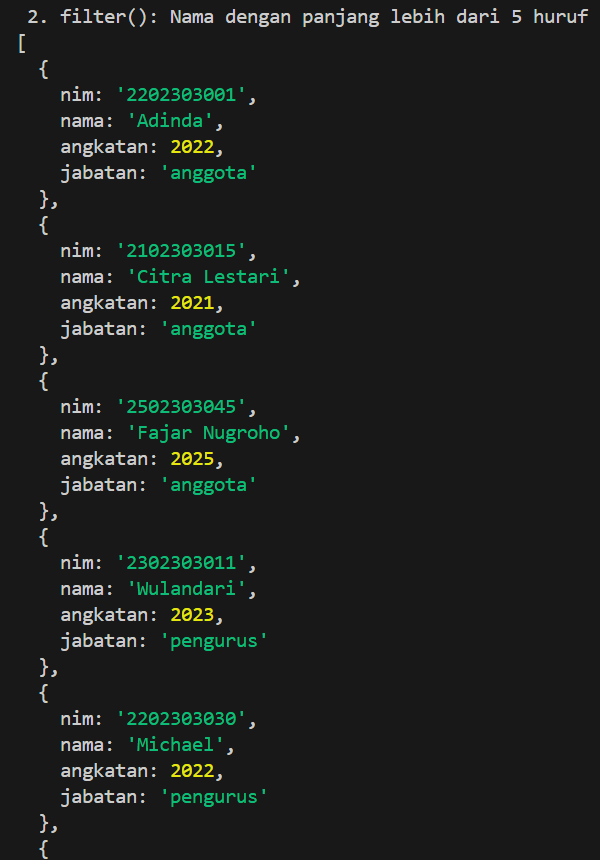 2. filter(): Nama dengan panjang lebih dari 5 huruf
[
  {
    nim: '2202303001',
    nama: 'Adinda',
    angkatan: 2022,
    jabatan: 'anggota'
  },
  {
    nim: '2102303015',
    nama: 'Citra Lestari',
    angkatan: 2021,
    jabatan: 'anggota'
  },
  {
    nim: '2502303045',
    nama: 'Fajar Nugroho',
    angkatan: 2025,
    jabatan: 'anggota'
  },
  {
    nim: '2302303011',
    nama: 'Wulandari',
    angkatan: 2023,
    jabatan: 'pengurus'
  },
  {
    nim: '2202303030',
    nama: 'Michael',
    angkatan: 2022,
    jabatan: 'pengurus'
  },
  {